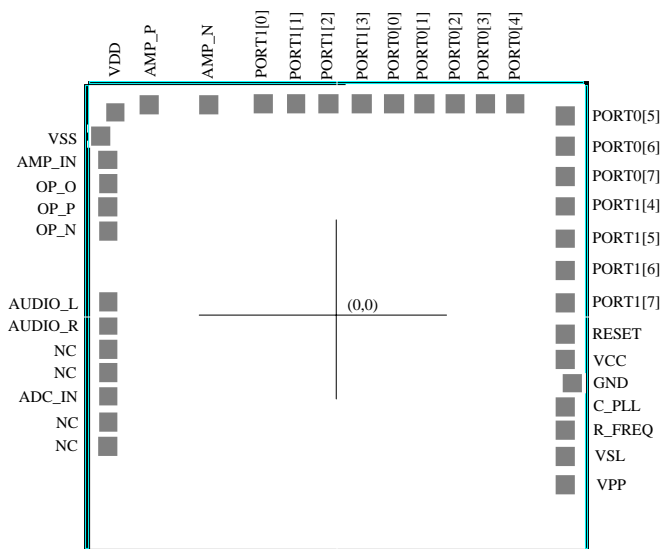 VDD
AMP_P
AMP_N
PORT1[0]
PORT1[1]
PORT1[2]
PORT1[3]
PORT0[0]
PORT0[1]
PORT0[2]
PORT0[3]
PORT0[4]
VSS
AMP_IN
OP_O
OP_P
OP_N
AUDIO_L
AUDIO_R
NC
NC
ADC_IN
NC
NC
(0,0)
PORT0[5]
PORT0[6]
PORT0[7]
PORT1[4]
PORT1[5]
PORT1[6]
PORT1[7]
RESET
VCC
GND
C_PLL
R_FREQ
VSL
VPP